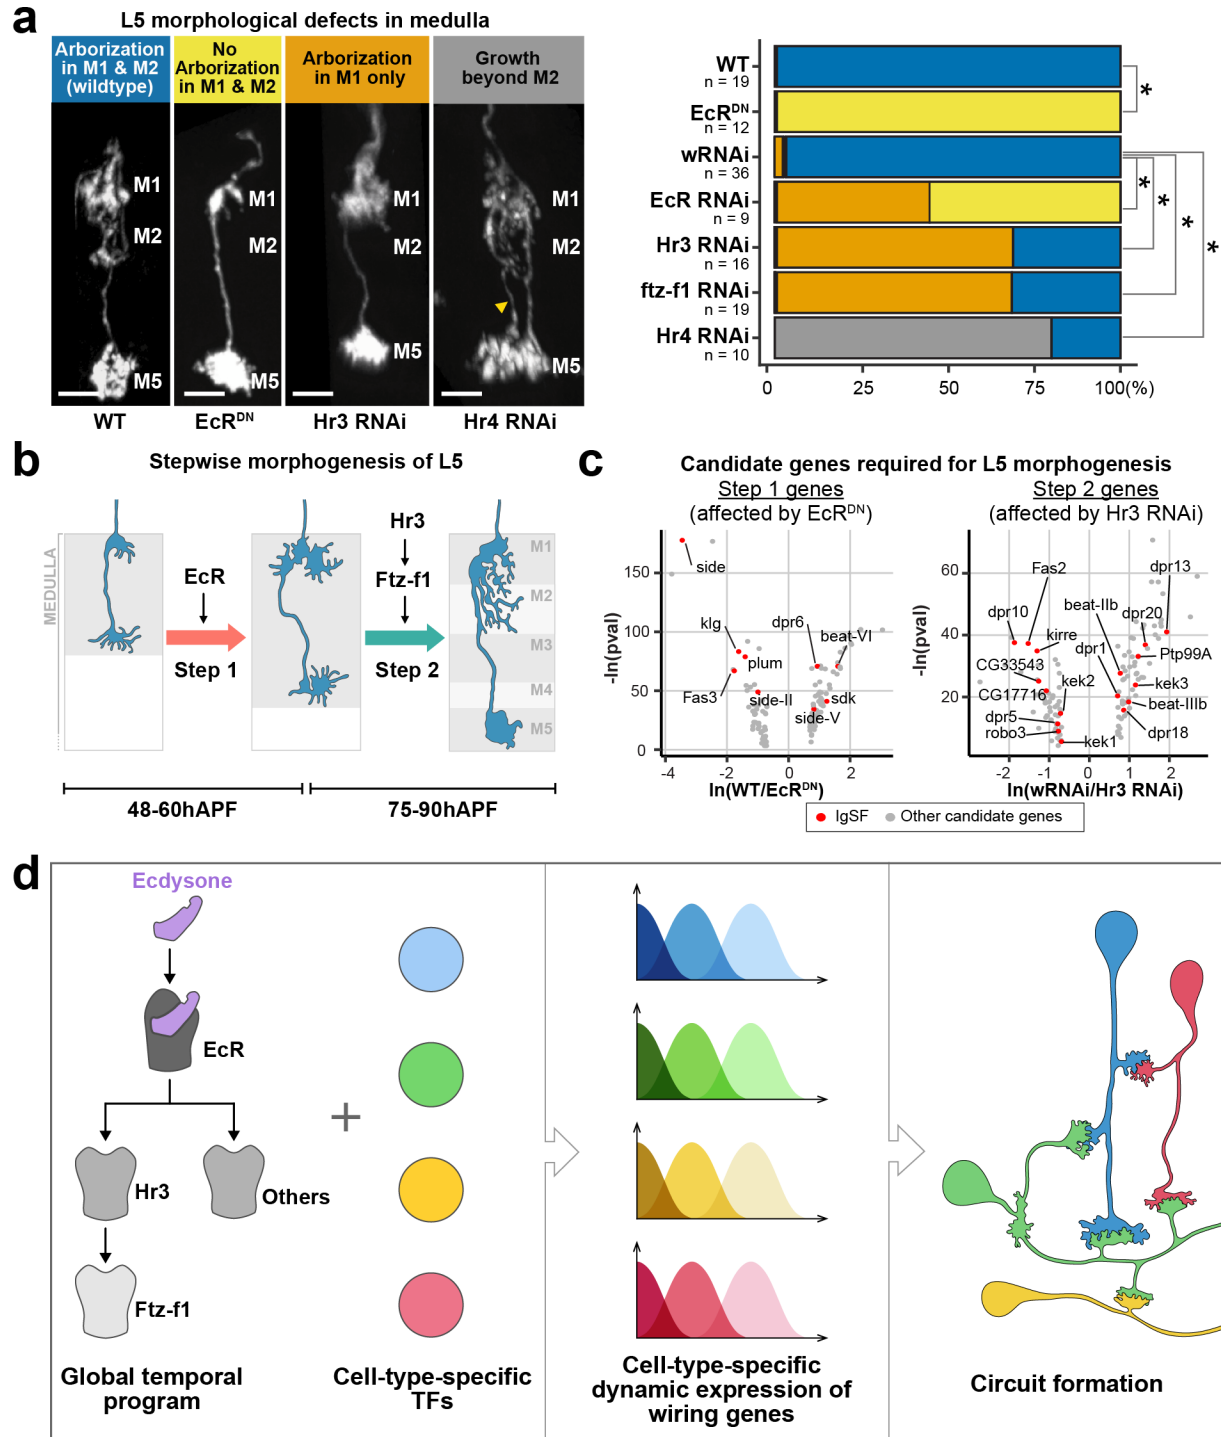 a
L5 morphological defects in medulla
Arborization
in M1 & M2
(wildtype)
No
Arborization
in M1 & M2
Arborization
in M1 only
Growth
beyond M2
M1
M2
M5
M1
M2
M5
M1
M2
M5
M1
M2
M5
WT
EcRDN
Hr3 RNAi
Hr4 RNAi
WT
n = 19
EcRDN
n = 12
wRNAi
n = 36
EcR RNAi
n = 9
Hr3 RNAi
n = 16
ftz-f1 RNAi
n = 19
Hr4 RNAi
n = 10
*
*
*
*
*
0 25 50 75 100(%)
b
Stepwise morphogenesis of L5
MEDULLA
EcR
Step 1
Hr3
Ftz-f1
Step 2
M1
M2
M3
M4
M5
48-60hAPF
75-90hAPF
c
Candidate genes required for L5 morphogenesis
Step 1 genes
(affected by EcRDN)
-ln(pval)
150
100
50
0
side
klg
plum
Fas3
side-II
dpr6
beat-VI
sdk
side-V
-4 -2 0 2
ln(WT/EcRDN)
Step 2 genes
(affected by Hr3 RNAi)
-ln(pval)
60
40
20
Fas2
dpr13
dpr10
beat-IIb
dpr20
kirre
dpr1
Ptp99A
CG33543
kek2
kek3
CG17716
beat-IIIb
dpr5
robo3
kek1
dpr18
-2 -1 0 1 2
ln(wRNAi/Hr3 RNAi)
IgSF
Other candidate genes
d
Ecdysone
EcR
Hr3
Others
Ftz-f1
Global temporal
program
+
Cell-type-specific
TFs
Cell-type-specific
dynamic expression of
wiring genes
Circuit formation